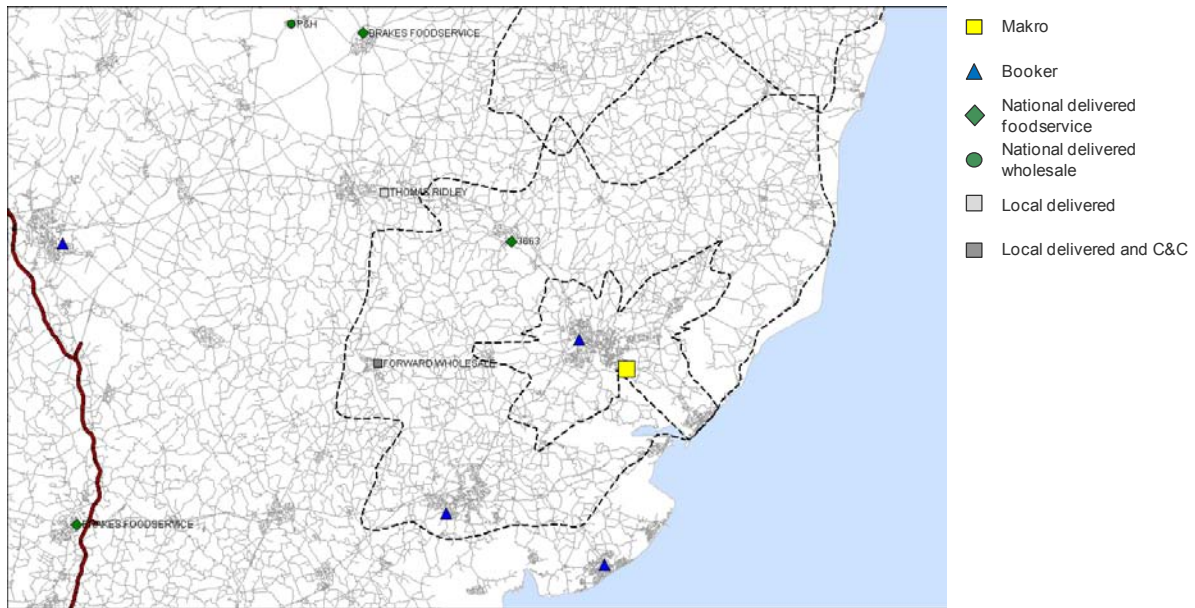 P&H
BRAKES FOODSERVICE
THOMAS RIDLEY
3663
FORWARD WHOLESALE
BRAKES FOODSERVICE
Makro
Booker
National delivered
foodservice
National delivered
wholesale
Local delivered
Local delivered and C&C